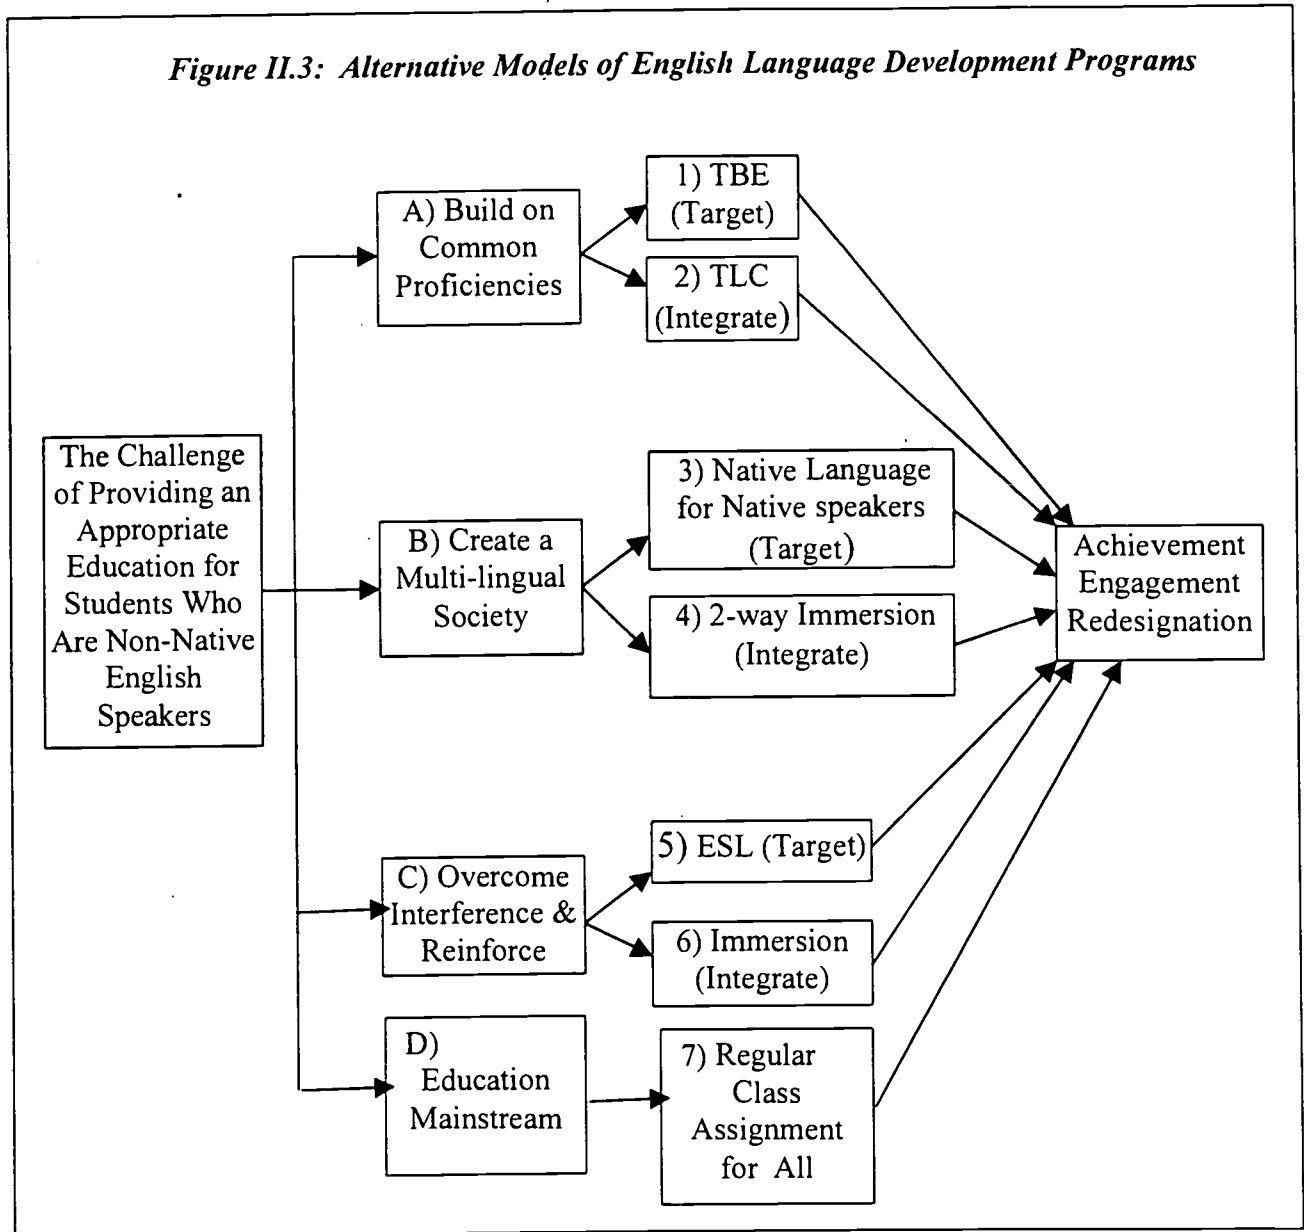 Figure II.3: Alternative Models of English Language Development Programs
The Challenge
of Providing an
Appropriate
Education for
Students Who
Are Non-Native
English
Speakers
A) Build on
Common
Proficiencies
1) TBE
(Target)
2) TLC
(Integrate)
B) Create a
Multi-lingual
Society
3) Native Language
for Native speakers
(Target)
4) 2-way Immersion
(Integrate)
C) Overcome
Interference &
Reinforce
5) ESL (Target)
6) Immersion
(Integrate)
D)
Education
Mainstream
7) Regular
Class
Assignment
for All
Achievement
Engagement
Redesignation